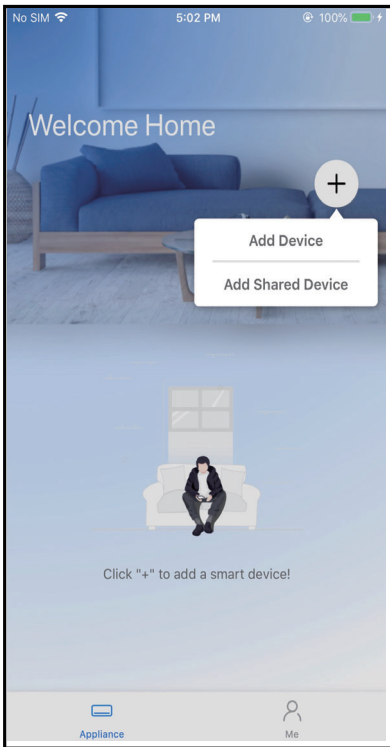 No SIM 5:02 PM 100%
Welcome Home
+
Add Device
Add Shared Device
Click "+" to add a smart device!
Appliance Me